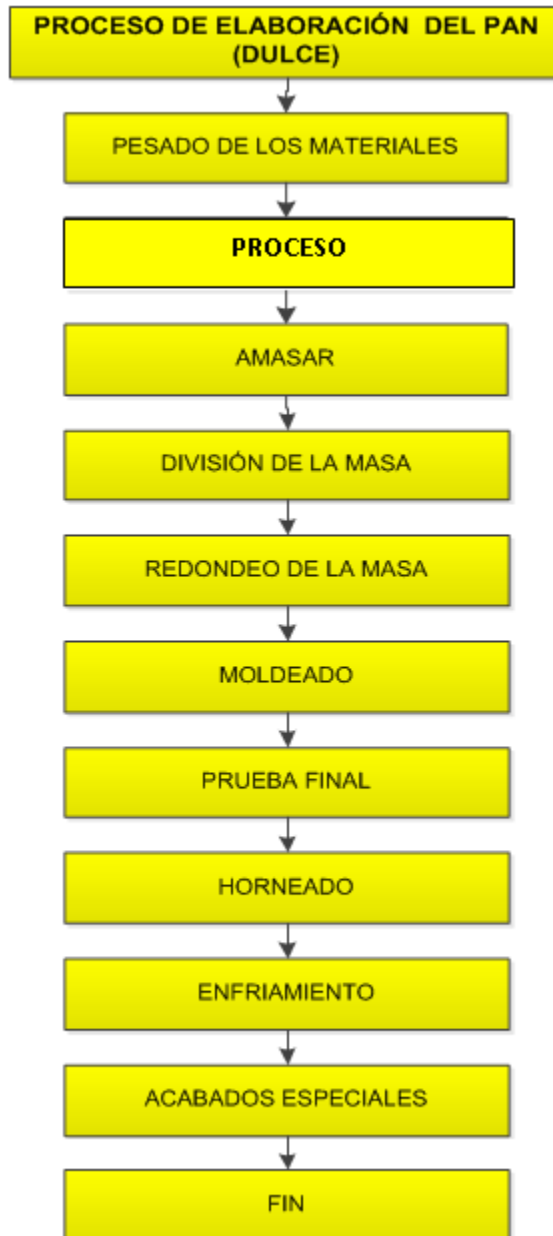 PROCESO DE ELABORACIÓN DEL PAN
(DULCE)
PESADO DE LOS MATERIALES
PROCESO
AMASAR
DIVISIÓN DE LA MASA
REDONDEO DE LA MASA
MOLDEADO
PRUEBA FINAL
HORNEADO
ENFRIAMIENTO
ACABADOS ESPECIALES
FIN